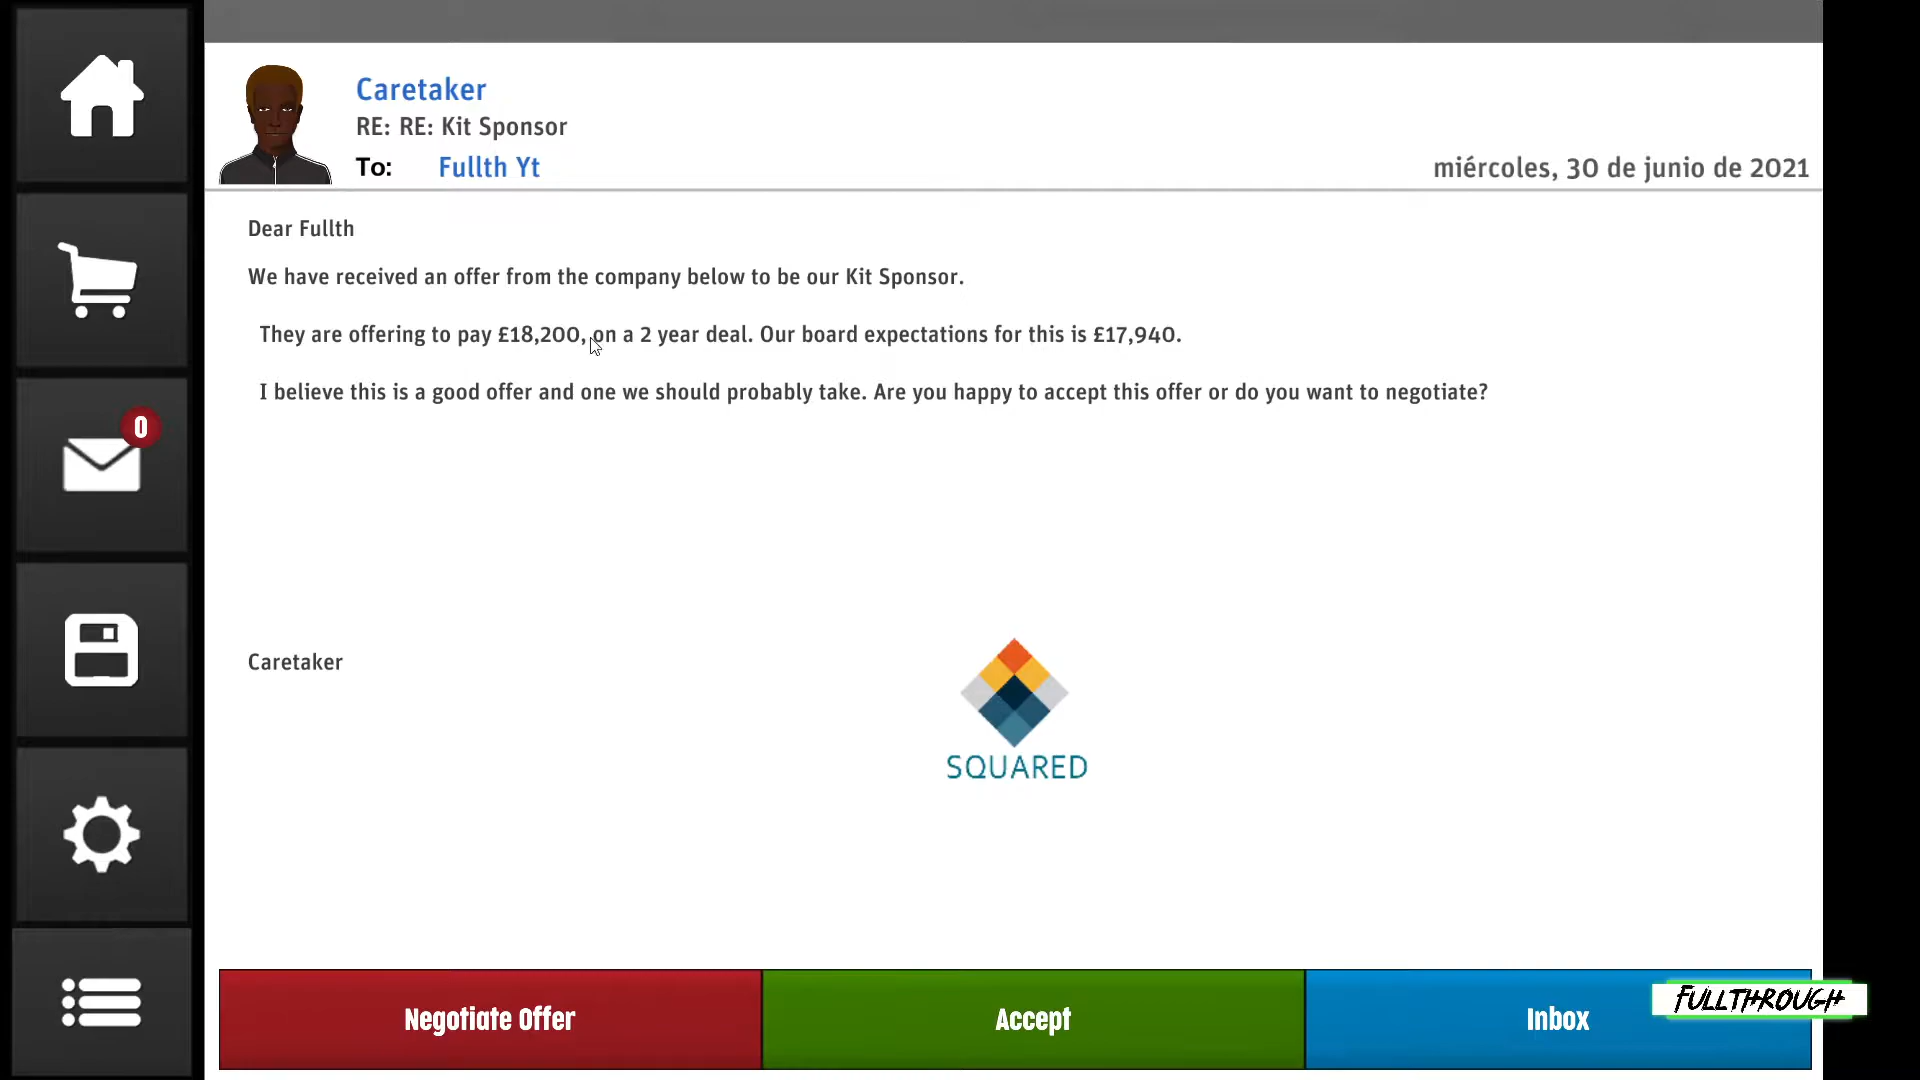 Caretaker
RE: RE: Kit Sponsor
To: Fullth Yt
miércoles, 30 de junio de 2021
Dear Fullth
We have received an offer from the company below to be our Kit Sponsor.
They are offering to pay £18,200, on a 2 year deal. Our board expectations for this is £17,940.
I believe this is a good offer and one we should probably take. Are you happy to accept this offer or do you want to negotiate?
0
Caretaker
SQUARED
Negotiate Offer
Accept
Inbox
FULLTHROUGH